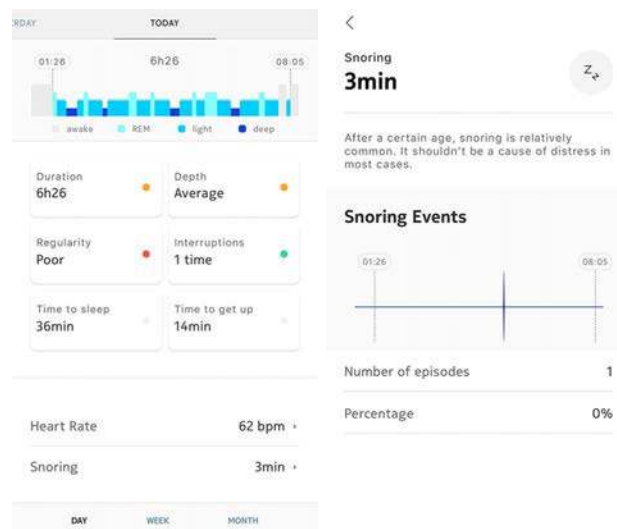 RDAY
TODAY
01:26
6h26
08:05
awake
REM
light
deep
Duration
6h26
Depth
Average
Regularity
Poor
Interruptions
1 time
Time to sleep
36min
Time to get up
14min
Heart Rate
62 bpm
Snoring
3min
DAY
WEEK
MONTH
Snoring
3min
After a certain age, snoring is relatively
common. It shouldn't be a cause of distress in
most cases.
Snoring Events
01:26
08:05
Number of episodes
1
Percentage
0%